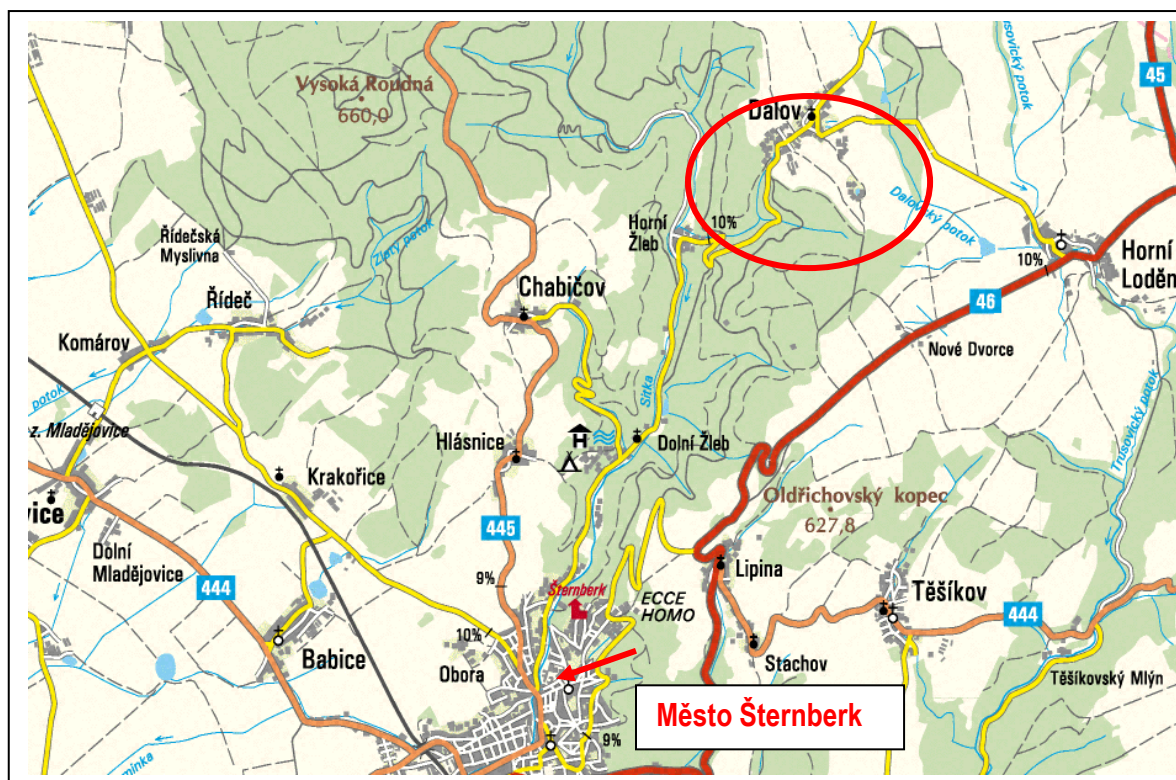 Vysoká Roudná
660,0
Dalov
Trusovický potok
45
Řídečská
Myslivna
Zlatý potok
Horní
Žleb
10%
Dalovský
potok
10%
Horní
Loděn
Chabičov
Řídeč
Komárov
46
Nové Dvorce
potok
Sitka
z. Mladějovice
Hlásnice
Dolní Žleb
Trusovický potok
Krakořice
Oldřichovský kopec
627,8
vice
445
Dolní
Mladějovice
444
9%
Šternberk
ECCE
HOMO
Lipina
Těšíkov
444
10%
Babice
Obora
Stachov
Těšíkovský Mlýn
Město Šternberk
9%
mínka